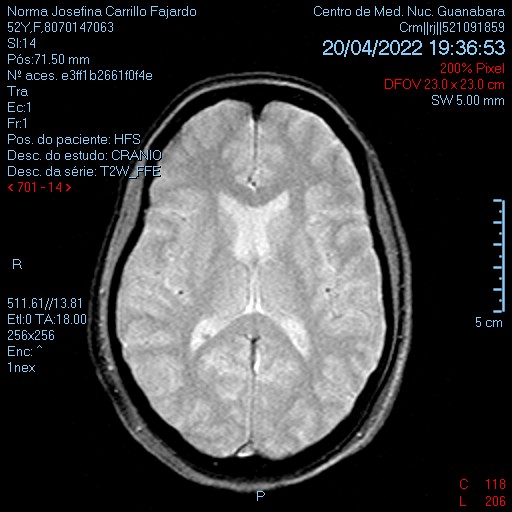 Norma Josefina Carrillo Fajardo
52Y,F,8070147063
Sl:14
Pós:71.50 mm
Nº aces. e3ff1b2661f0f4e
Tra
Ec:1
Fr:1
Pos. do paciente: HFS
Desc. do estudo: CRANIO
Desc. da série: T2W_FFE
< 701 - 14 >
Centro de Med. Nuc. Guanabara
Crm||rj||521091859
20/04/2022 19:36:53
200% Pixel
DFOV 23.0 x 23.0 cm
SW 5.00 mm
R
5 cm
511.61//13.81
Etl:0 TA:18.00
256x256
Enc: ^
1nex
P
C 118
L 206